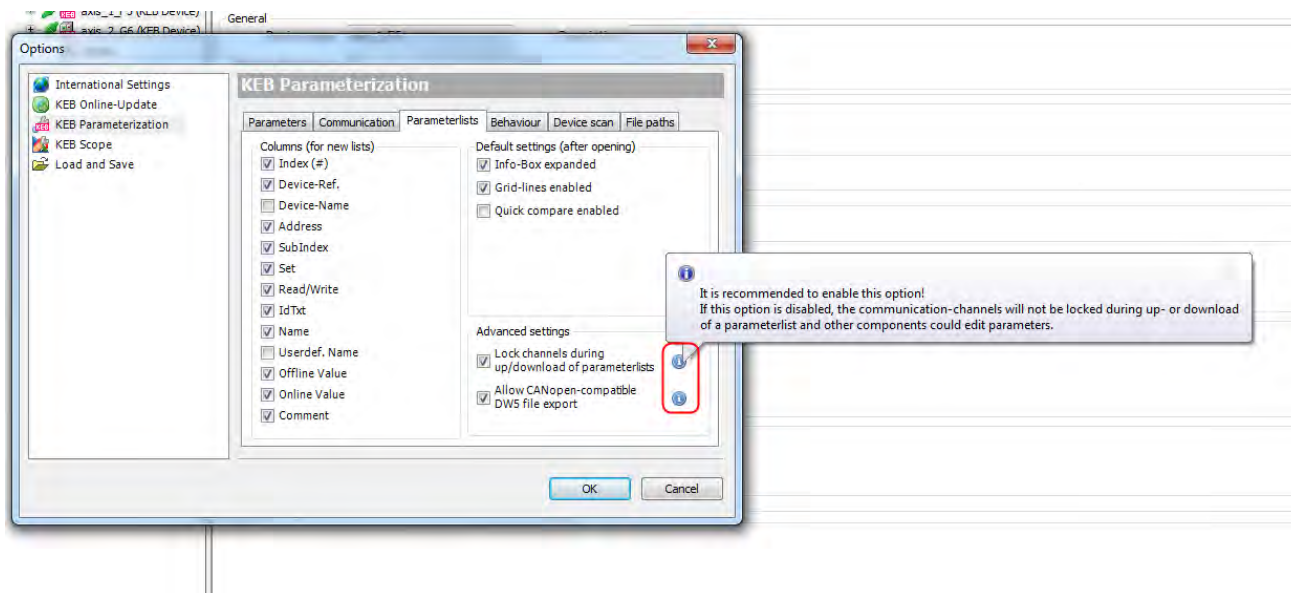 axis_1_F5 (KEB Device)
axis_2_G6 (KEB Device)
General
Options
International Settings
KEB Online-Update
KEB Parameterization
KEB Scope
Load and Save
KEB Parameterization
Parameters
Communication
Parameterlists
Behaviour
Device scan
File paths
Columns (for new lists)
Index (#)
Device-Ref.
Device-Name
Address
SubIndex
Set
Read/Write
IdTxt
Name
Userdef. Name
Offline Value
Online Value
Comment
Default settings (after opening)
Info-Box expanded
Grid-lines enabled
Quick compare enabled
Advanced settings
Lock channels during
up/download of parameterlists
Allow CANopen-compatible
DW5 file export
It is recommended to enable this option!
If this option is disabled, the communication-channels will not be locked during up- or download
of a parameterlist and other components could edit parameters.
OK
Cancel